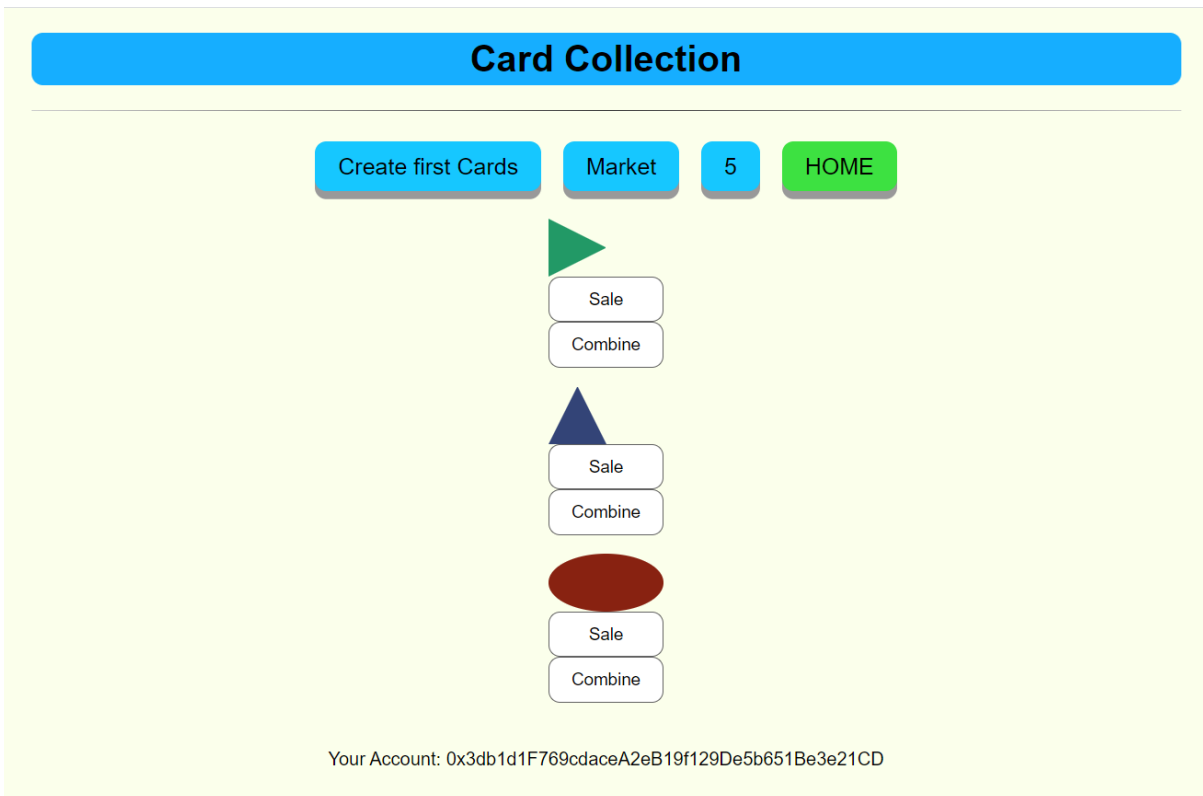 Card Collection
Create first Cards Market 5 HOME
Sale
Combine
Sale
Combine
Sale
Combine
Your Account: 0x3db1d1F769cdaceA2eB19f129De5b651Be3e21CD